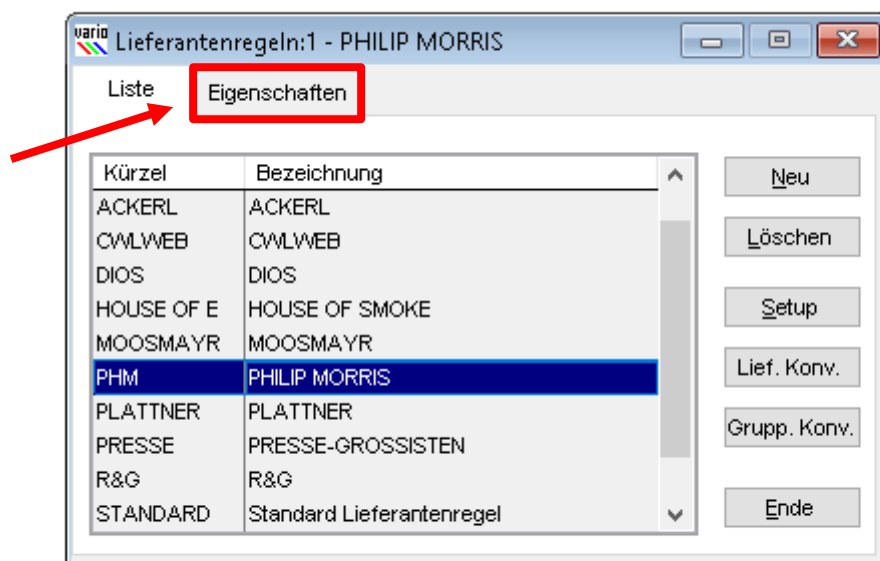 vario Lieferantenregeln:1 - PHILIP MORRIS
Liste Eigenschaften
Kürzel Bezeichnung
ACKERL ACKERL
CWLWEB CWLWEB
DIOS DIOS
HOUSE OF E HOUSE OF SMOKE
MOOSMAYR MOOSMAYR
PHM PHILIP MORRIS
PLATTNER PLATTNER
PRESSE PRESSE-GROSSISTEN
R&G R&G
STANDARD Standard Lieferantenregel
Neu
Löschen
Setup
Lief. Konv.
Grupp. Konv.
Ende